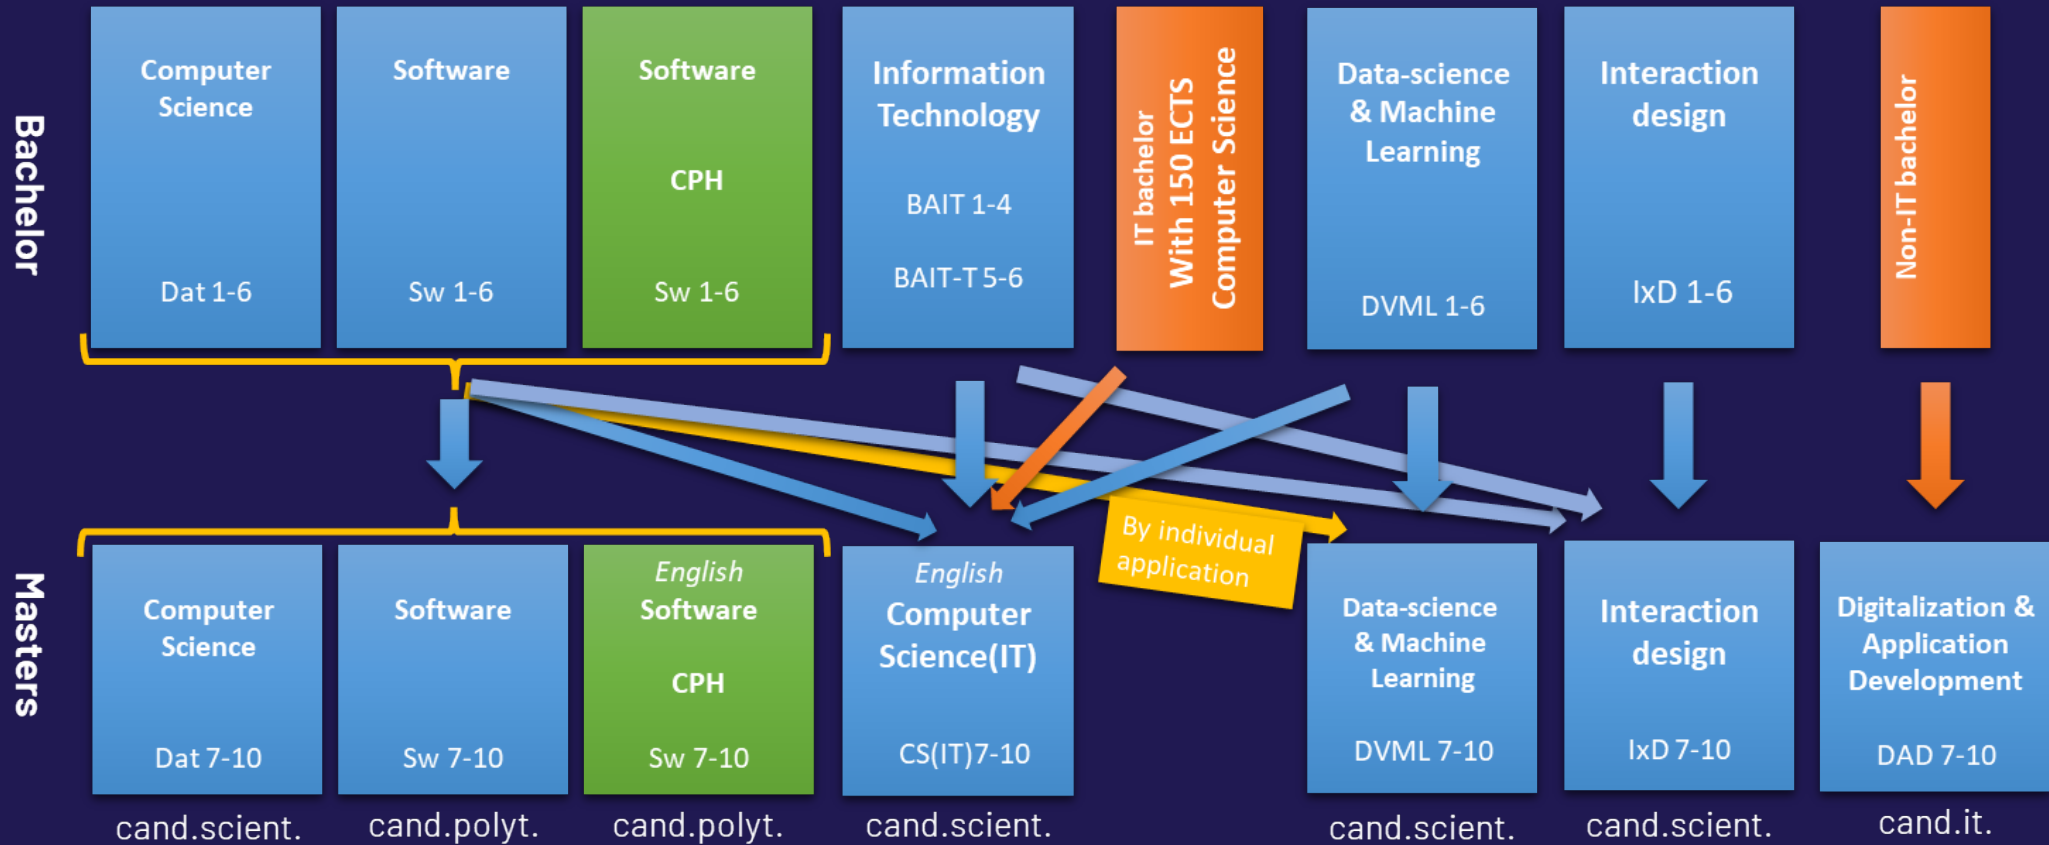 Bachelor
Computer
Science
Dat 1-6
Software
Sw 1-6
Software
CPH
Sw 1-6
Information
Technology
BAIT 1-4
BAIT-T 5-6
IT bachelor
With 150 ECTS
Computer Science
Data-science
& Machine
Learning
DVML 1-6
Interaction
design
IxD 1-6
Non-IT bachelor
By individual
application
Masters
Computer
Science
Dat 7-10
cand.scient.
Software
Sw 7-10
cand.polyt.
English
Software
CPH
Sw 7-10
cand.polyt.
English
Computer
Science(IT)
CS(IT)7-10
cand.scient.
Data-science
& Machine
Learning
DVML 7-10
cand.scient.
Interaction
design
IxD 7-10
cand.scient.
Digitalization &
Application
Development
DAD 7-10
cand.it.